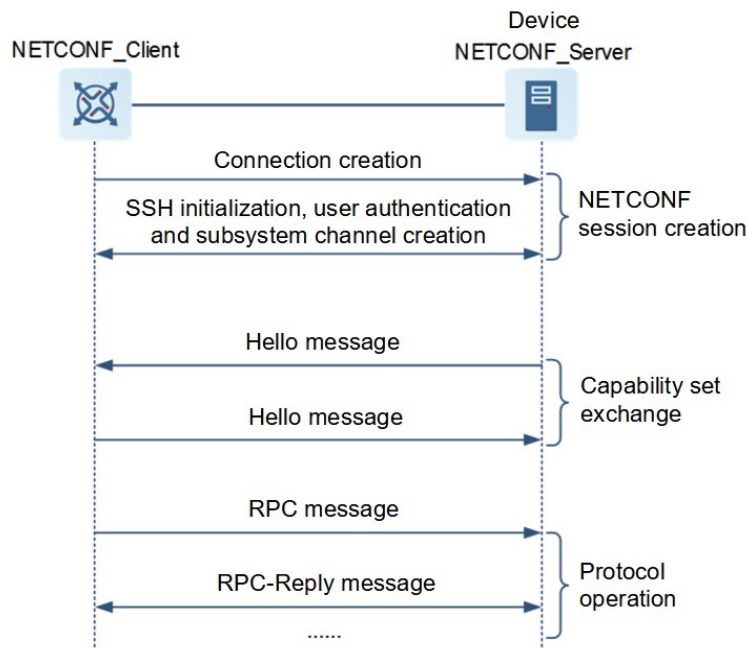 Device
NETCONF_Client
NETCONF_Server
Connection creation
SSH initialization, user authentication
and subsystem channel creation
NETCONF
session creation
Hello message
Hello message
Capability set
exchange
RPC message
RPC-Reply message
Protocol
operation
......